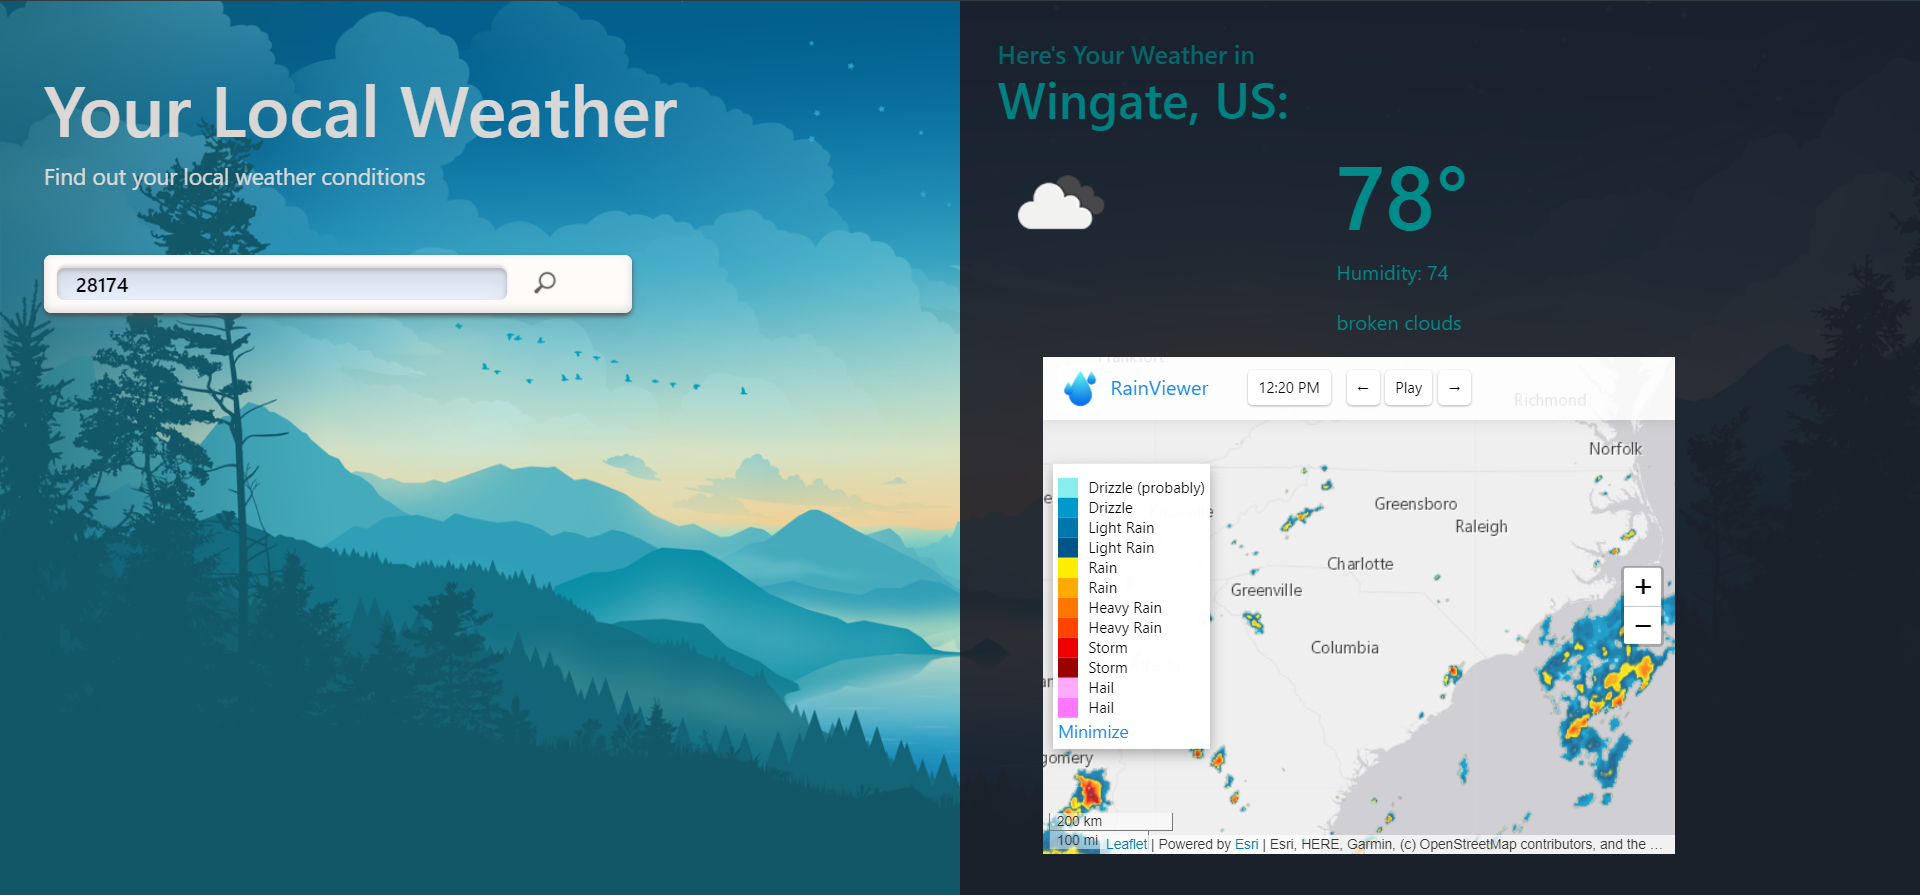 Your Local Weather
Find out your local weather conditions
28174
Here's Your Weather in
Wingate, US:
78°
Humidity: 74
broken clouds
RainViewer
12:20 PM
←
Play
→
Richmond
Norfolk
Greensboro
Raleigh
Charlotte
Greenville
Columbia
gomery
Drizzle (probably)
Drizzle
Light Rain
Light Rain
Rain
Rain
Heavy Rain
Heavy Rain
Storm
Storm
Hail
Hail
Minimize
+
−
200 km
100 mi
Leaflet | Powered by Esri | Esri, HERE, Garmin, (c) OpenStreetMap contributors, and the ...